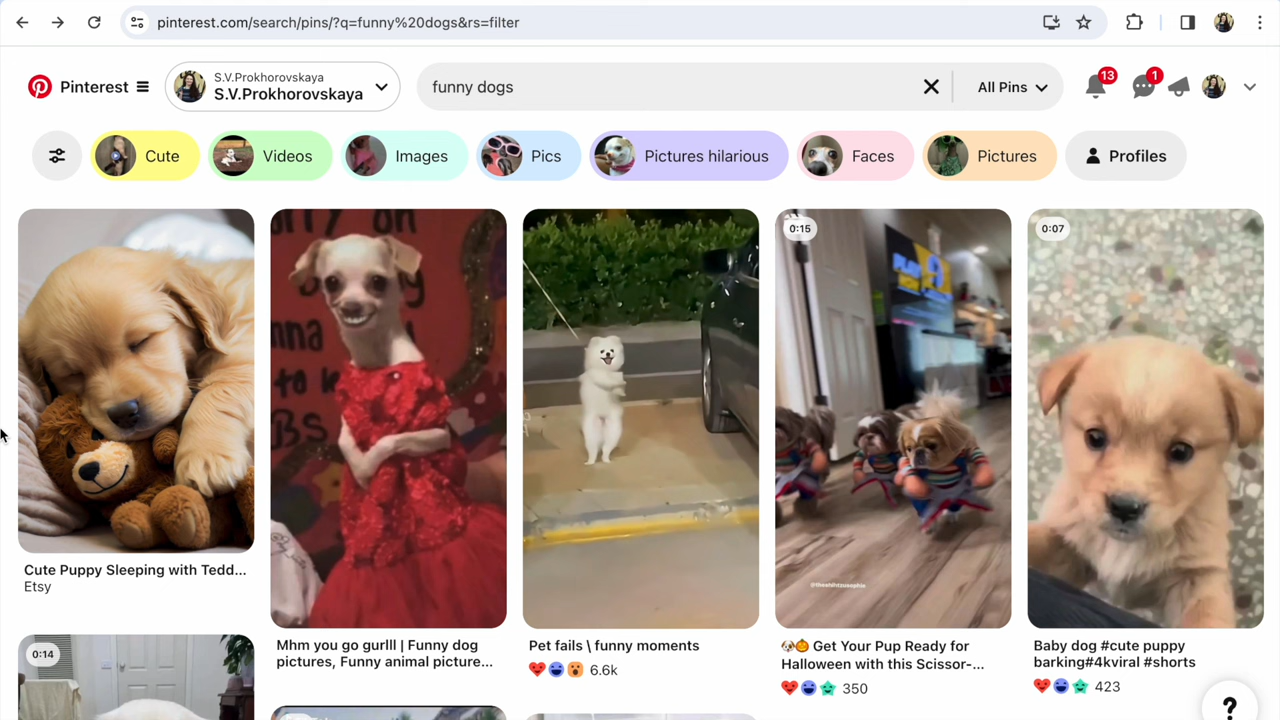 pinterest.com/search/pins/?q=funny%20dogs&rs=filter
Pinterest
S.V.Prokhorovskaya
S.V.Prokhorovskaya
funny dogs
All Pins
13
1
Cute
Videos
Images
Pics
Pictures hilarious
Faces
Pictures
Profiles
0:15
0:07
Cute Puppy Sleeping with Tedd...
Etsy
Mhm you go gurlll | Funny dog
pictures, Funny animal picture...
Pet fails \ funny moments
6.6k
🐶🎃 Get Your Pup Ready for
Halloween with this Scissor-...
350
Baby dog #cute puppy
barking#4kviral #shorts
423
0:14
?